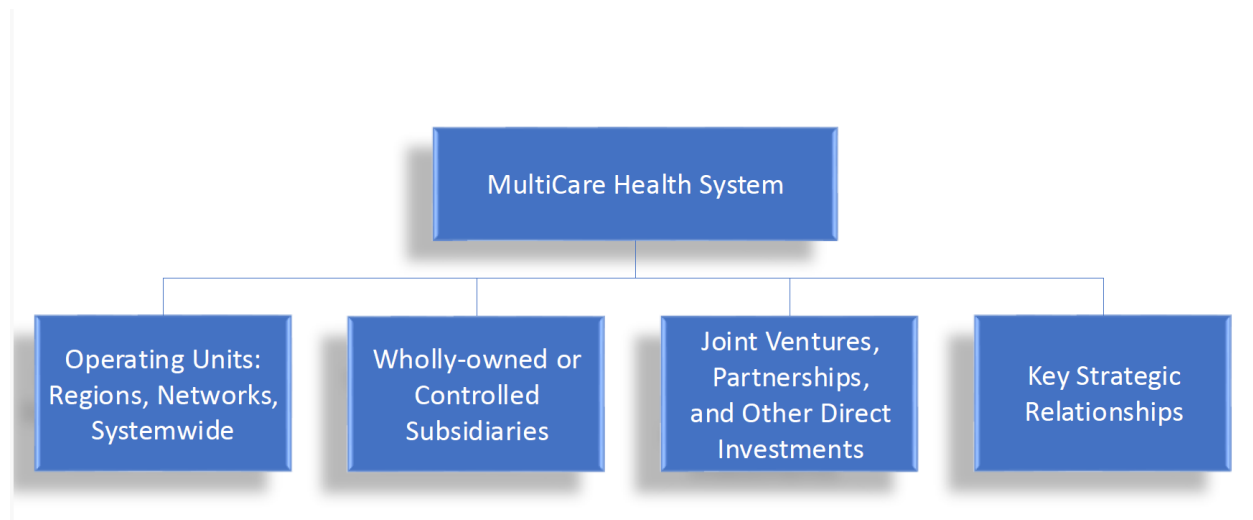 MultiCare Health System
Operating Units:
Regions, Networks,
Systemwide
Wholly-owned or
Controlled
Subsidiaries
Joint Ventures,
Partnerships,
and Other Direct
Investments
Key Strategic
Relationships